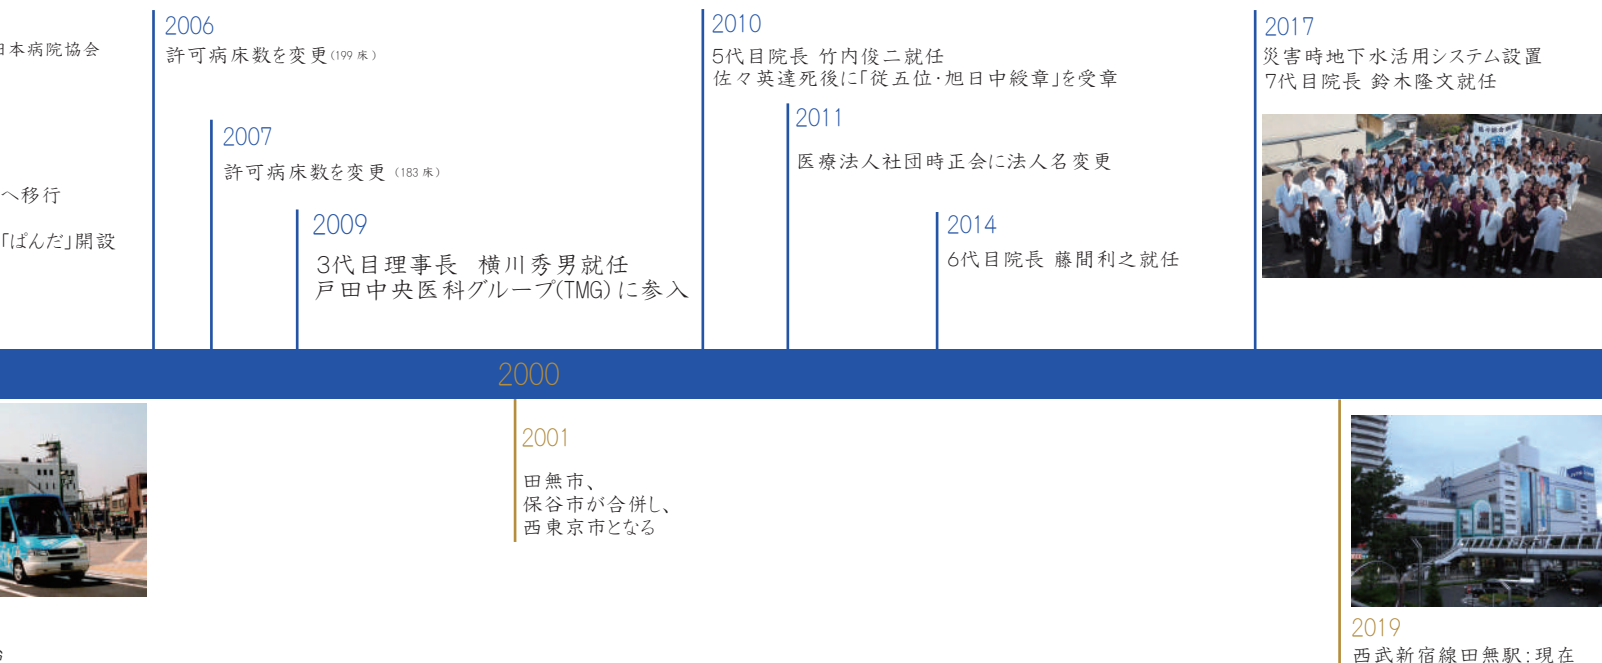 日本病院協会
へ移行
「ぱんだ」開設
2006
許可病床数を変更(199 床)
2007
許可病床数を変更 (183 床)
2009
3代目理事長 横川秀男就任
戸田中央医科グループ(TMG) に参入
2010
5代目院長 竹内俊二就任
佐々英達死後に「従五位・旭日中綬章」を受章
2011
医療法人社団時正会に法人名変更
2014
6代目院長 藤間利之就任
2017
災害時地下水活用システム設置
7代目院長 鈴木隆文就任
2000
2001
田無市、
保谷市が合併し、
西東京市となる
2019
西武新宿線田無駅：現在